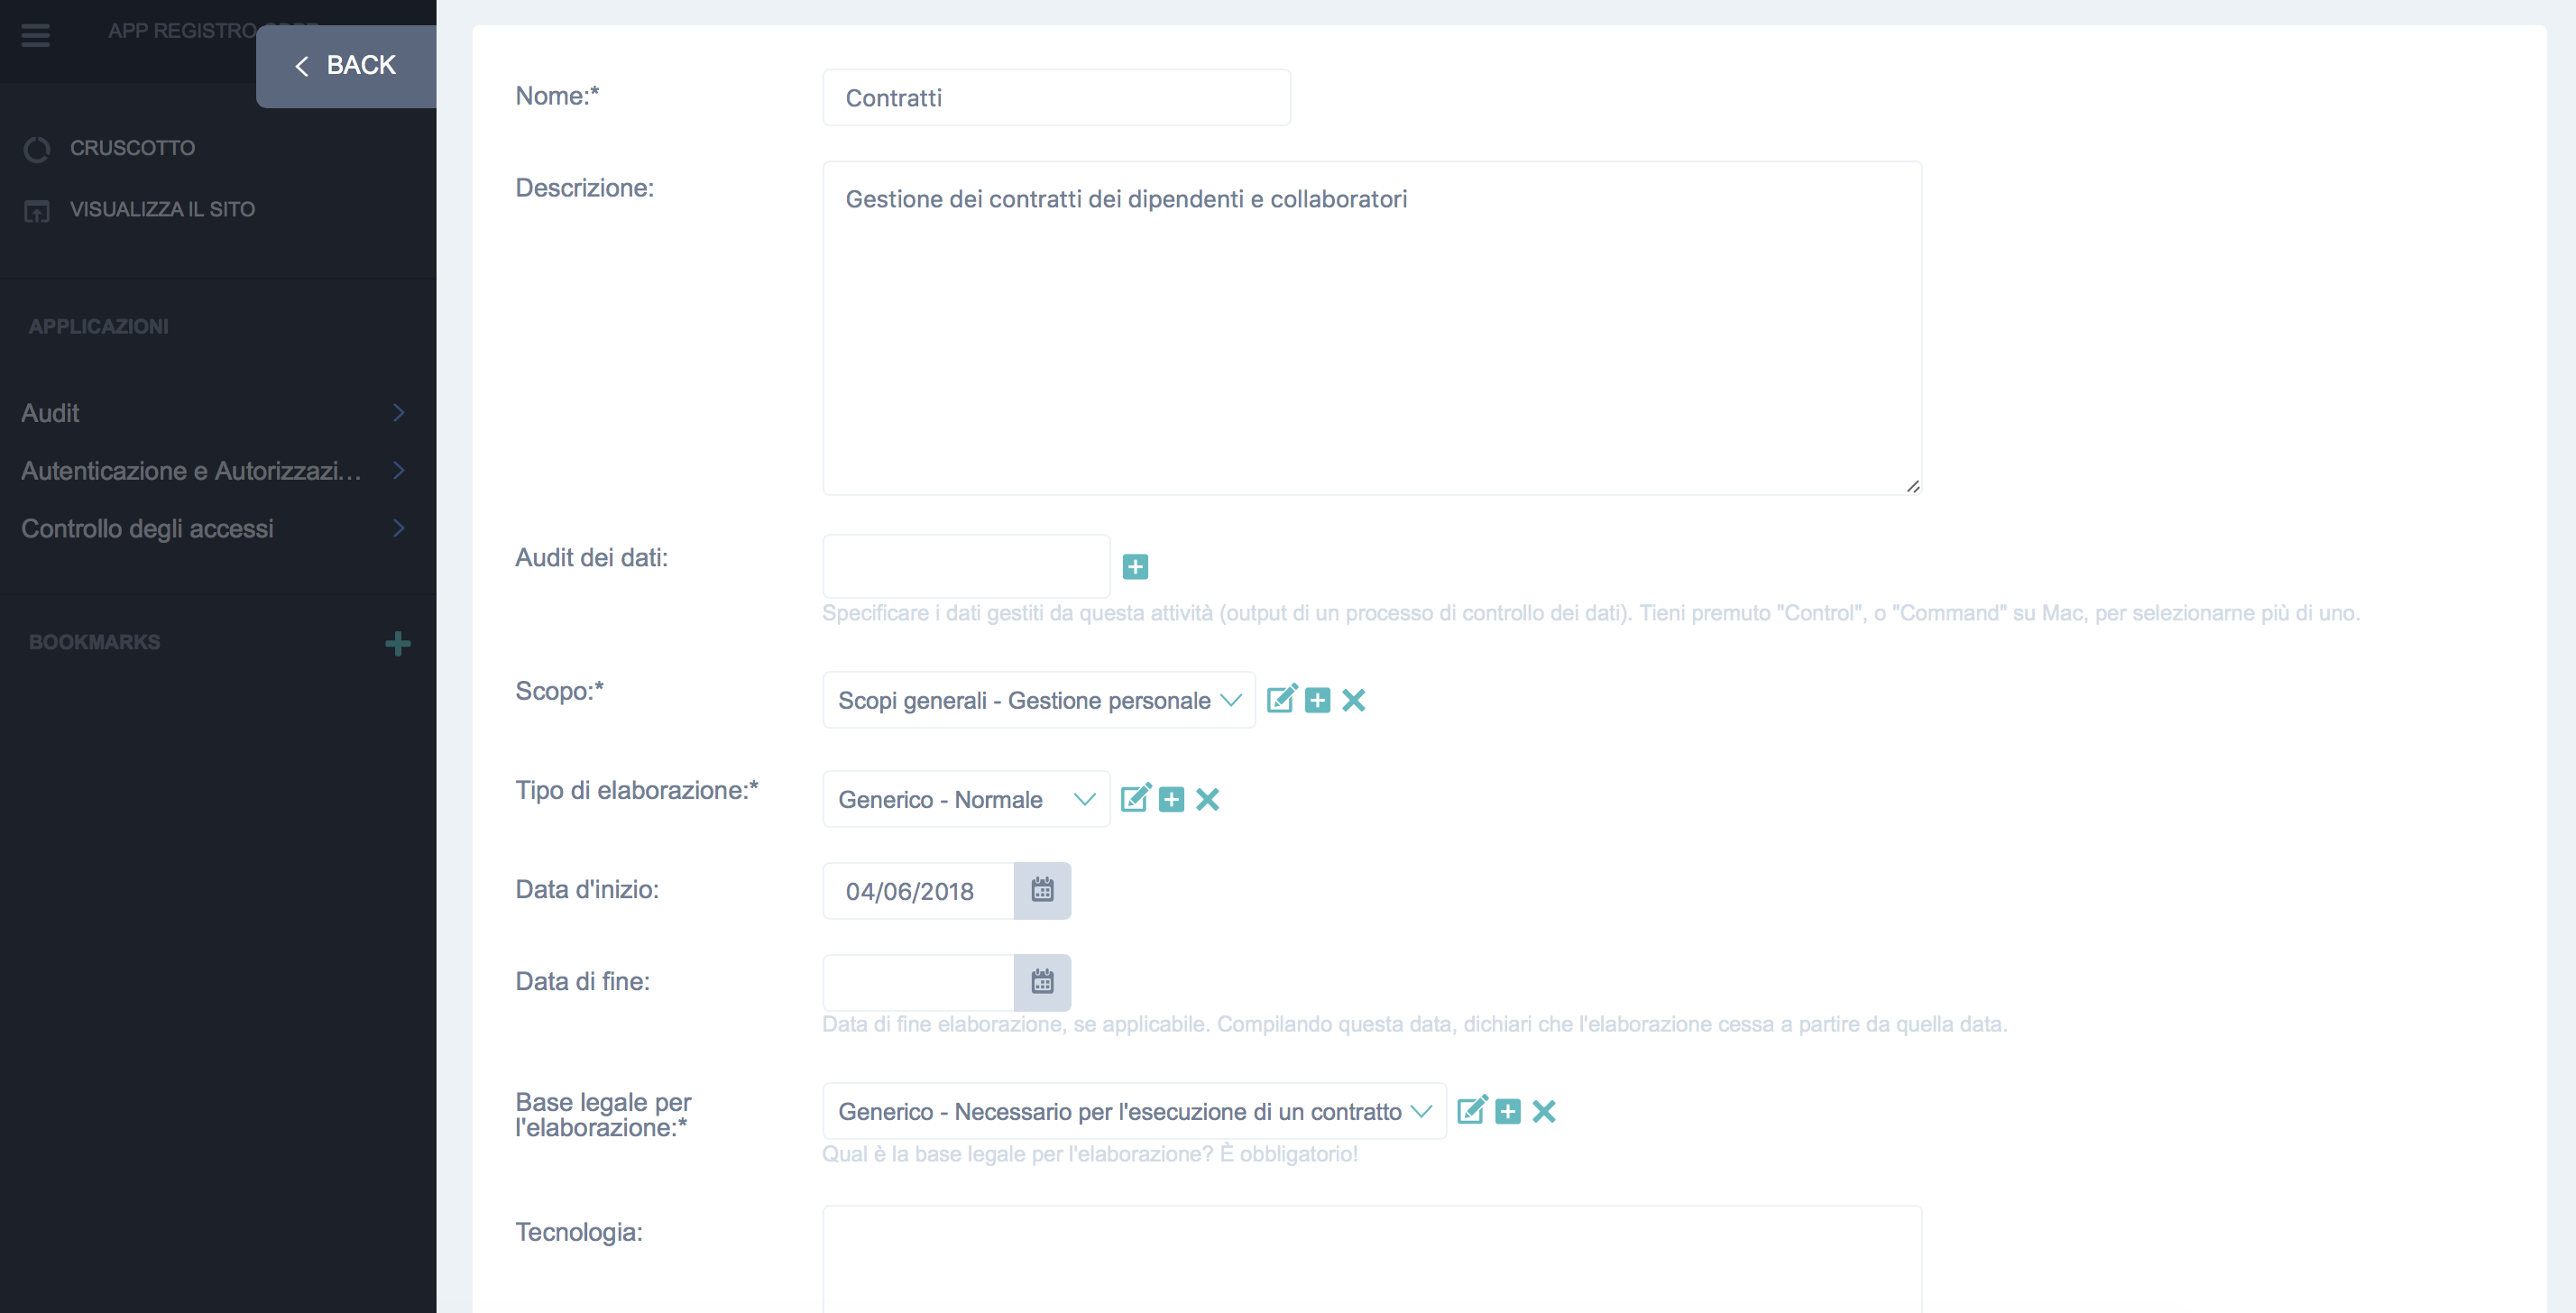 APP REGISTRO
BACK
CRUSCOTTO
VISUALIZZA IL SITO
APPLICAZIONI
Audit
Autenticazione e Autorizzazi...
Controllo degli accessi
BOOKMARKS
Nome:*
Contratti
Descrizione:
Gestione dei contratti dei dipendenti e collaboratori
Audit dei dati:
Specificare i dati gestiti da questa attività (output di un processo di controllo dei dati). Tieni premuto "Control", o "Command" su Mac, per selezionarne più di uno.
Scopo:*
Scopi generali - Gestione personale
Tipo di elaborazione:*
Generico - Normale
Data d'inizio:
04/06/2018
Data di fine:
Data di fine elaborazione, se applicabile. Compilando questa data, dichiari che l'elaborazione cessa a partire da quella data.
Base legale per
l'elaborazione:*
Generico - Necessario per l'esecuzione di un contratto
Qual è la base legale per l'elaborazione? È obbligatorio!
Tecnologia: